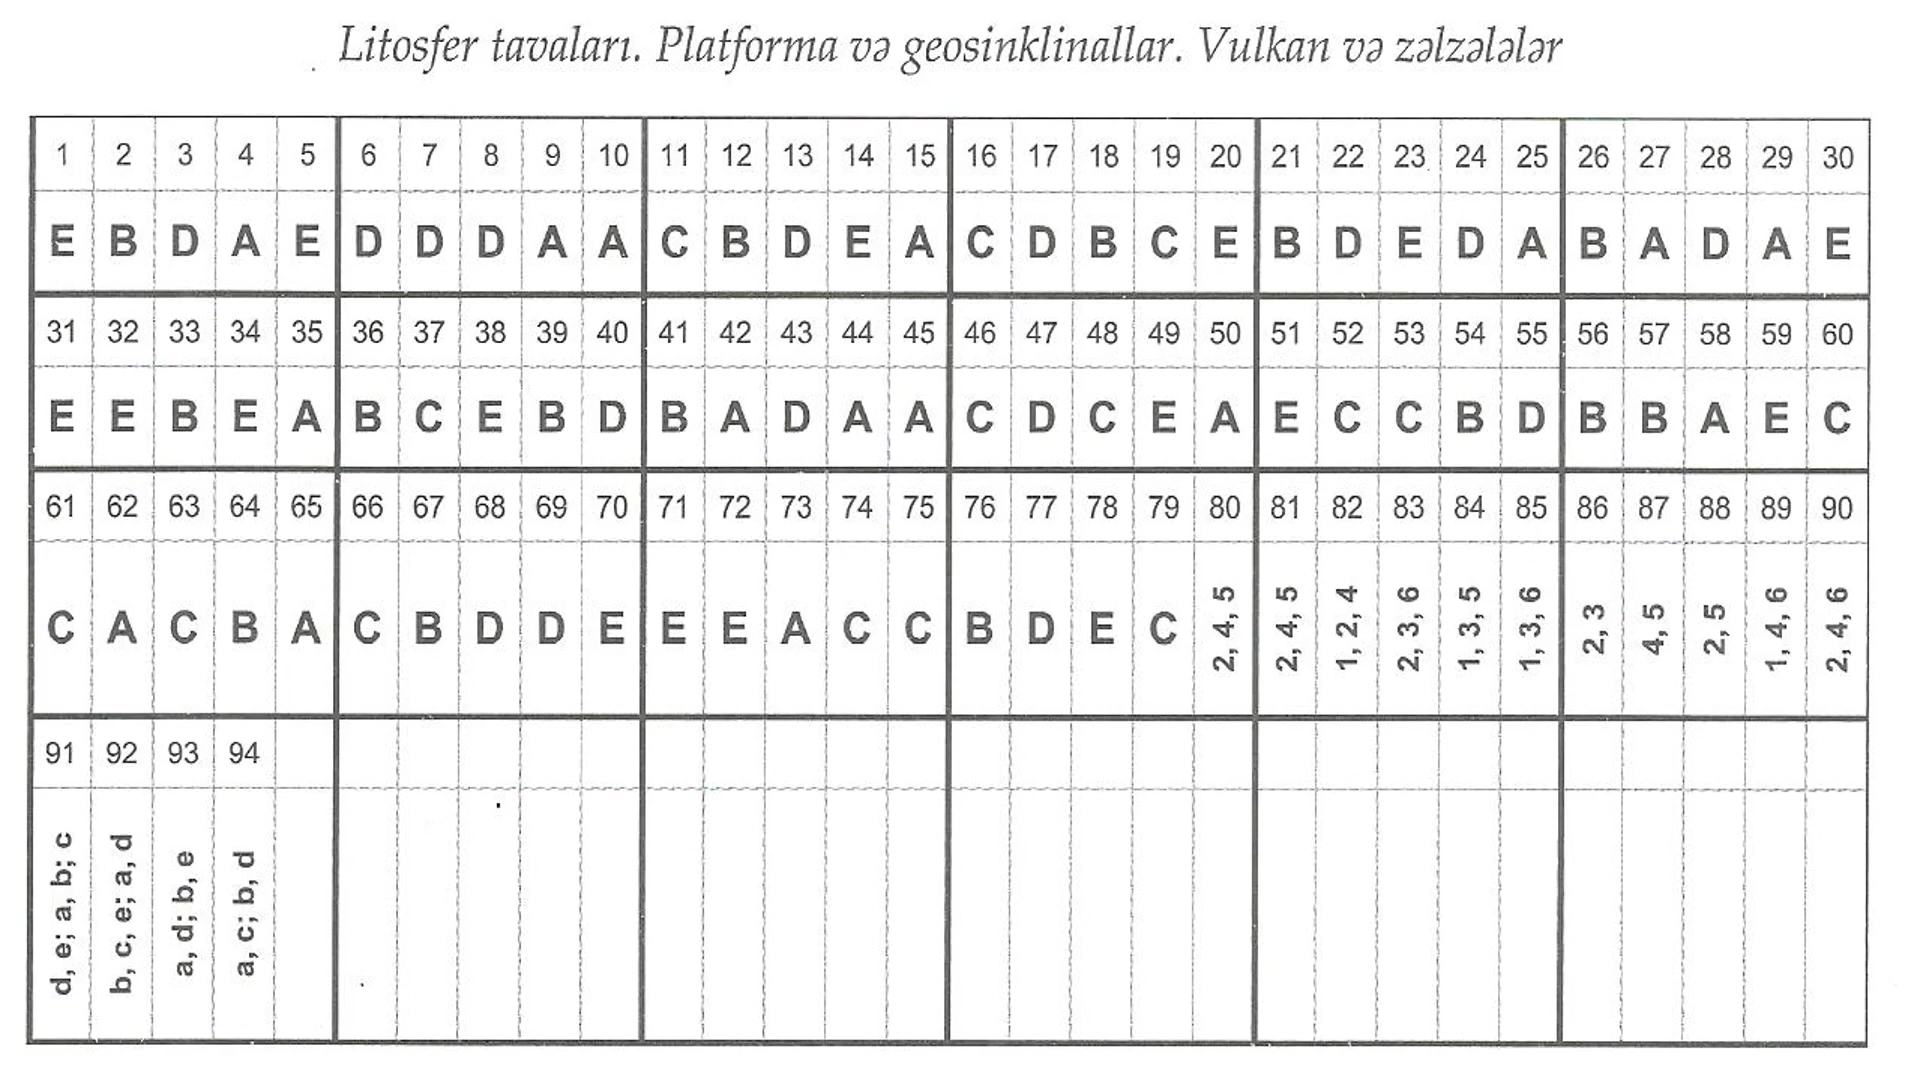 Litosfer tavaları. Platforma və geosinklinallar. Vulkan və zəlzələlər
1 2 3 4 5 6 7 8 9 10 11 12 13 14 15 16 17 18 19 20 21 22 23 24 25 26 27 28 29 30
E B D A E D D D A A C B D E A C D B C E B D E D A B A D A E
31 32 33 34 35 36 37 38 39 40 41 42 43 44 45 46 47 48 49 50 51 52 53 54 55 56 57 58 59 60
E E B E A B C E B D B A D A A C D C E A E C C B D B B A E C
61 62 63 64 65 66 67 68 69 70 71 72 73 74 75 76 77 78 79 80 81 82 83 84 85 86 87 88 89 90
C A C B A C B D D E E E A C C B D E C 2, 4, 5 2, 4, 5 1, 2, 4 2, 3, 6 1, 3, 5 1, 3, 6 2, 3 4, 5 2, 5 1, 4, 6 2, 4, 6
91 92 93 94
d, e; a, b; c b, c, e; a, d a, d; b, e a, c; b, d